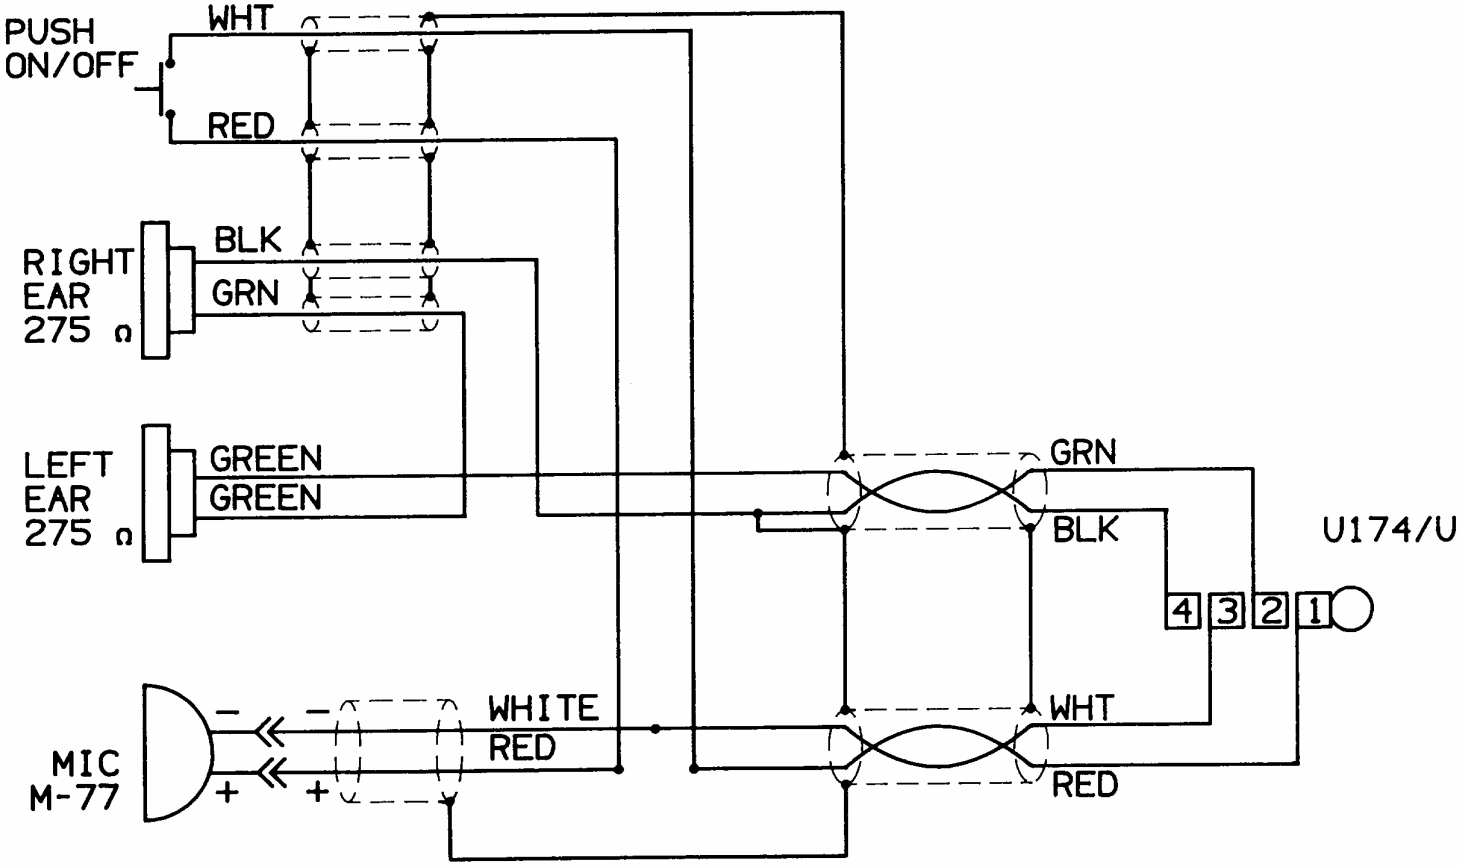 PUSH
ON/OFF
WHT
RED
RIGHT
EAR
275 Ω
BLK
GRN
LEFT
EAR
275 Ω
GREEN
GREEN
GRN
BLK
U174/U
4 3 2 1
MIC
M-77
- -
+ +
WHITE
RED
WHT
RED